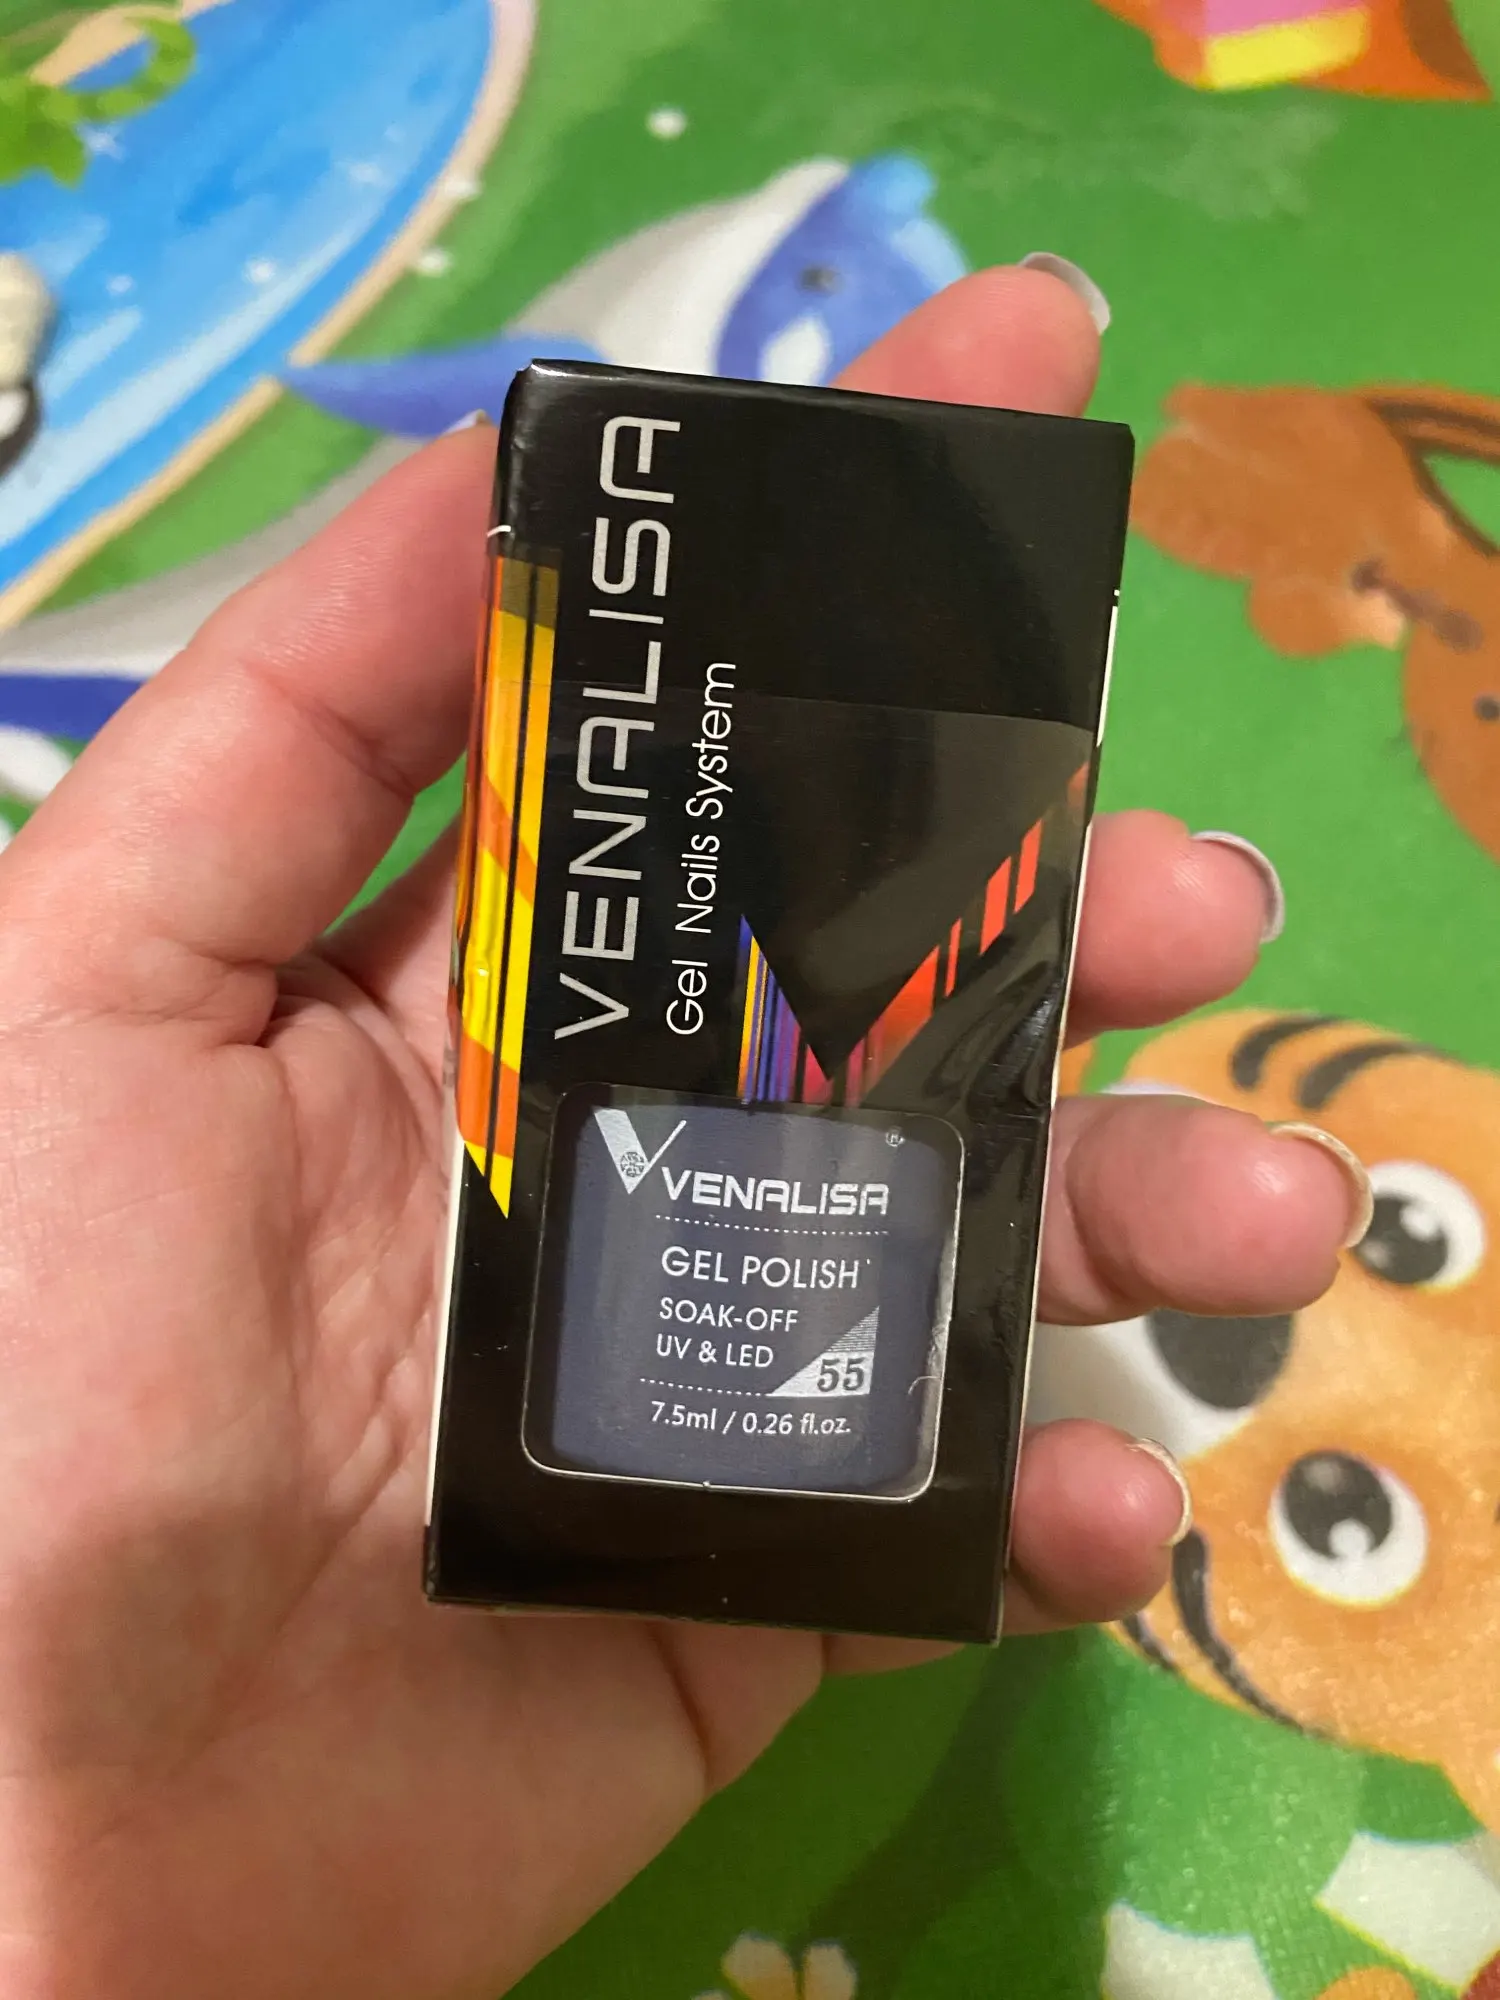 VENALISA
Gel Nails System
VENALISA ®
GEL POLISH
SOAK-OFF
UV & LED
55
7.5ml / 0.26 fl.oz.